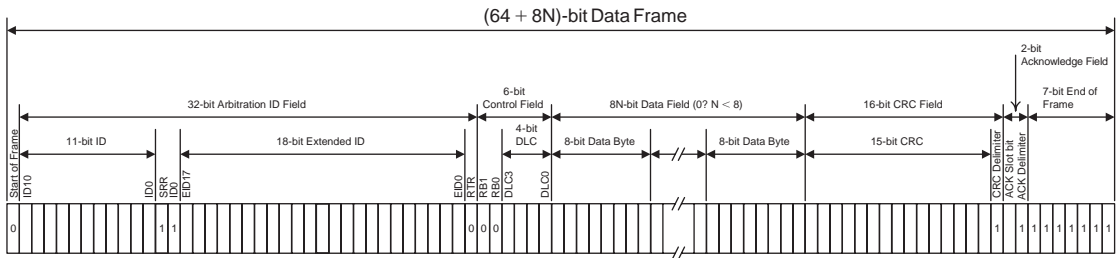 (64 + 8N)-bit Data Frame
2-bit
Acknowledge Field
6-bit
Control Field
7-bit End of
Frame
32-bit Arbitration ID Field
8N-bit Data Field (0? N < 8)
16-bit CRC Field
4-bit
DLC
11-bit ID
18-bit Extended ID
8-bit Data Byte
8-bit Data Byte
15-bit CRC
Start of Frame
ID10
ID0
SRR
ID0
EID17
EID0
RTR
RB1
RB0
DLC3
DLC0
CRC Delimiter
ACK Slot bit
ACK Delimiter
0 1 1 0 0 0 1 1 1 1 1 1 1 1 1